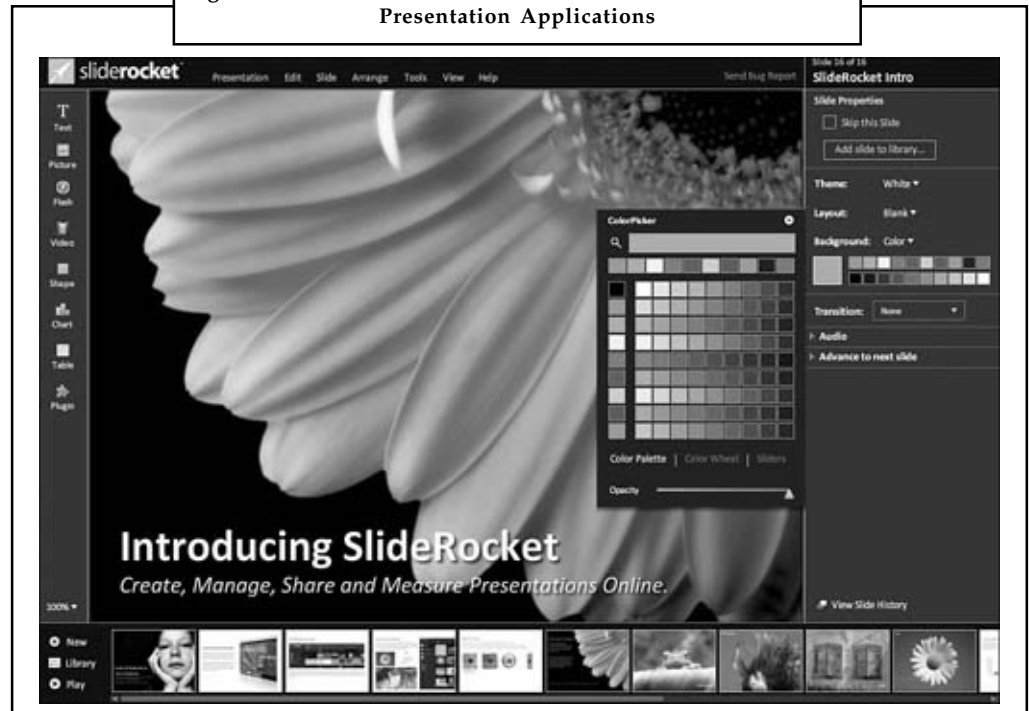 Presentation Applications
sliderocket
Presentation Edit Slide Arrange Tools View Help
Send Bug Report
Slide 16 of 16
SlideRocket Intro
Text
Picture
Flash
Video
Shape
Chart
Table
Plugin
100%
Slide Properties
Skip this Slide
Add slide to library...
Theme: White
Layout: Blank
Background: Color
Transition: None
Audio
Advance to next slide
View Slide History
ColorPicker
Color Palette | Color Wheel | Sliders
Opacity
Introducing SlideRocket
Create, Manage, Share and Measure Presentations Online.
New
Library
Play